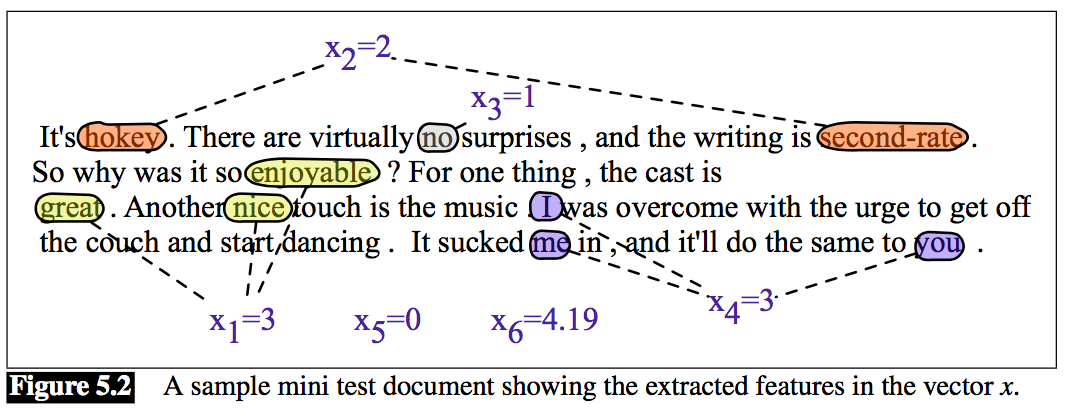 x2=2
x3=1
It's hokey. There are virtually no surprises , and the writing is second-rate.
So why was it so enjoyable ? For one thing , the cast is
great . Another nice touch is the music . I was overcome with the urge to get off
the couch and start dancing . It sucked me in , and it'll do the same to you .
x1=3 x5=0 x6=4.19 x4=3
Figure 5.2 A sample mini test document showing the extracted features in the vector x.